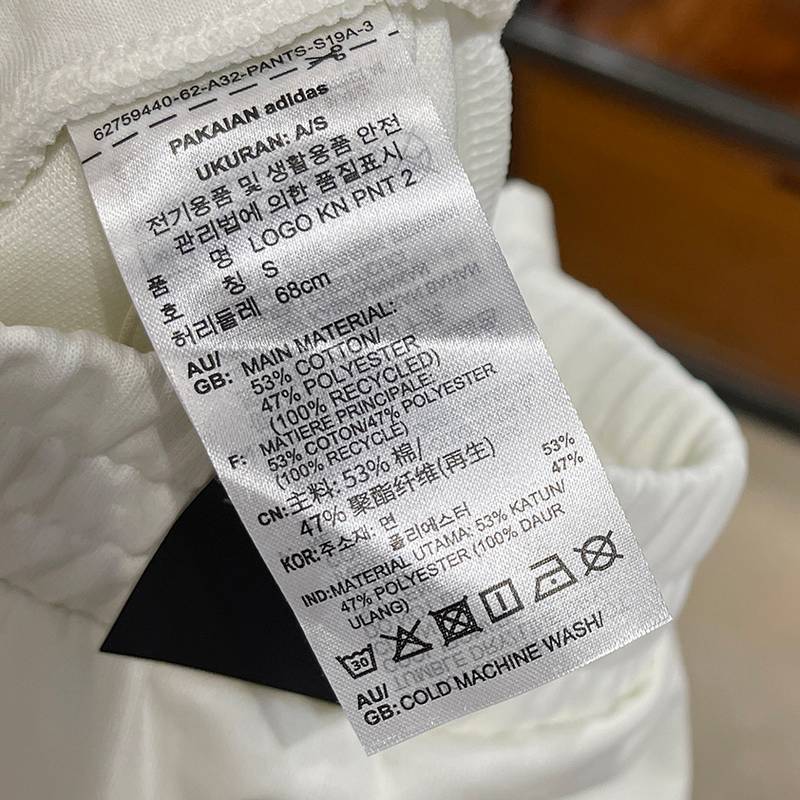 62759440-62-A32-PANTS-S19A-3
PAKAIAN adidas
UKURAN: A/S
전기용품 및 생활용품 안전
관리법에 의한 품질표시
품 명 LOGO KN PNT 2
호 칭 S
허리둘레 68cm
AU/
GB: MAIN MATERIAL:
53% COTTON/
47% POLYESTER
(100% RECYCLED)
F: MATIERE PRINCIPALE:
53% COTON/47% POLYESTER
(100% RECYCLE)
CN: 主料: 53% 棉/
47% 聚酯纤维(再生)
KOR: 주소재: 면 53%
폴리에스터 47%
IND: MATERIAL UTAMA: 53% KATUN/
47% POLYESTER (100% DAUR
ULANG)
30
AU/
GB: COLD MACHINE WASH/